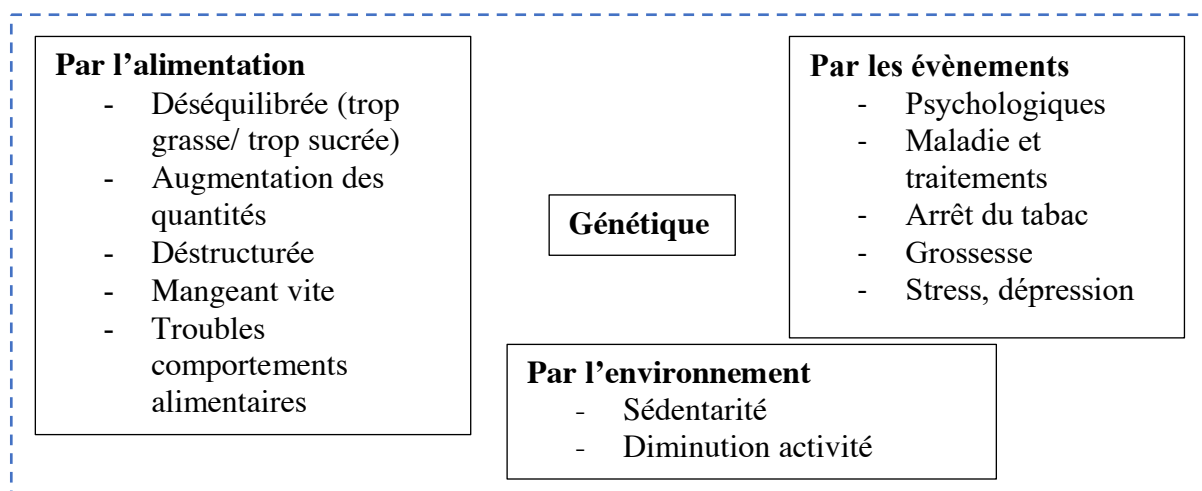 Par l’alimentation
- Déséquilibrée (trop
grasse/ trop sucrée)
- Augmentation des
quantités
- Déstructurée
- Mangeant vite
- Troubles
comportements
alimentaires
Génétique
Par les évènements
- Psychologiques
- Maladie et
traitements
- Arrêt du tabac
- Grossesse
- Stress, dépression
Par l’environnement
- Sédentarité
- Diminution activité